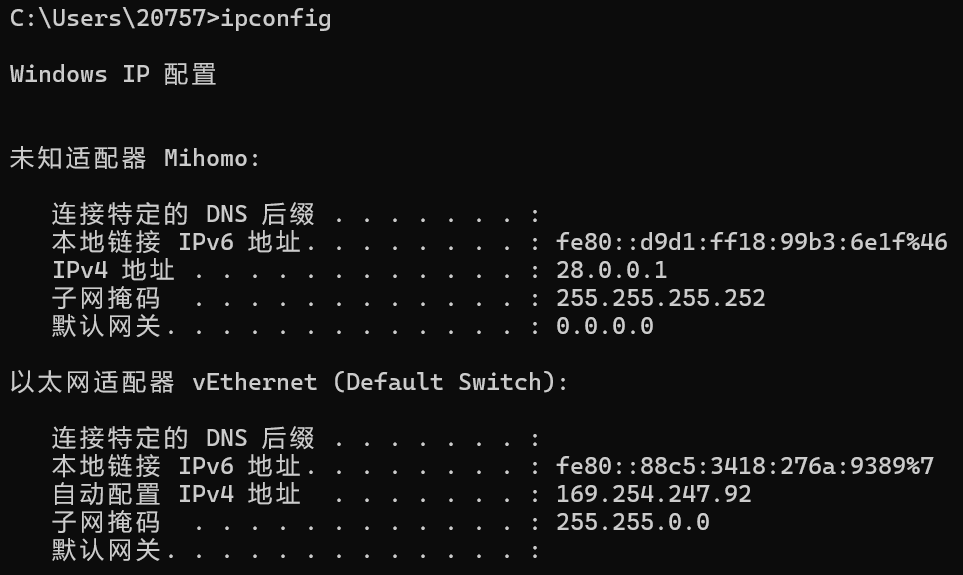 C:\Users\20757>ipconfig
Windows IP 配置
未知适配器 Mihomo:
连接特定的 DNS 后缀 . . . . . . . :
本地链接 IPv6 地址. . . . . . . . : fe80::d9d1:ff18:99b3:6e1f%46
IPv4 地址 . . . . . . . . . . . . : 28.0.0.1
子网掩码  . . . . . . . . . . . . : 255.255.255.252
默认网关. . . . . . . . . . . . . : 0.0.0.0
以太网适配器 vEthernet (Default Switch):
连接特定的 DNS 后缀 . . . . . . . :
本地链接 IPv6 地址. . . . . . . . : fe80::88c5:3418:276a:9389%7
自动配置 IPv4 地址  . . . . . . . : 169.254.247.92
子网掩码  . . . . . . . . . . . . : 255.255.0.0
默认网关. . . . . . . . . . . . . :